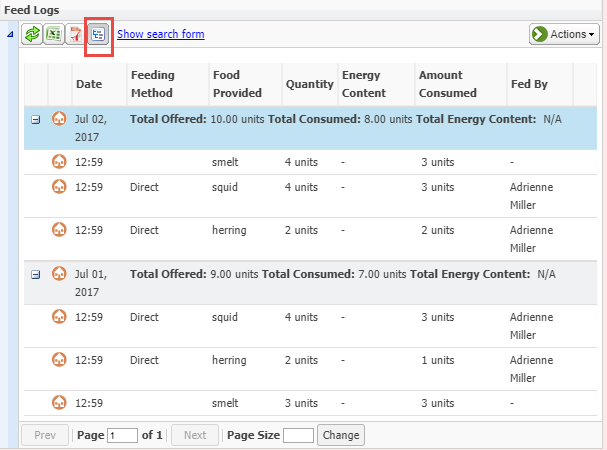 Feed Logs
Show search form
Actions
Date Feeding Method Food Provided Quantity Energy Content Amount Consumed Fed By
Jul 02, 2017 Total Offered: 10.00 units Total Consumed: 8.00 units Total Energy Content: N/A
12:59 smelt 4 units - 3 units -
12:59 Direct squid 4 units - 3 units Adrienne Miller
12:59 Direct herring 2 units - 2 units Adrienne Miller
Jul 01, 2017 Total Offered: 9.00 units Total Consumed: 7.00 units Total Energy Content: N/A
12:59 Direct squid 4 units - 3 units Adrienne Miller
12:59 Direct herring 2 units - 1 units Adrienne Miller
12:59 smelt 3 units - 3 units -
Prev Page 1 of 1 Next Page Size Change